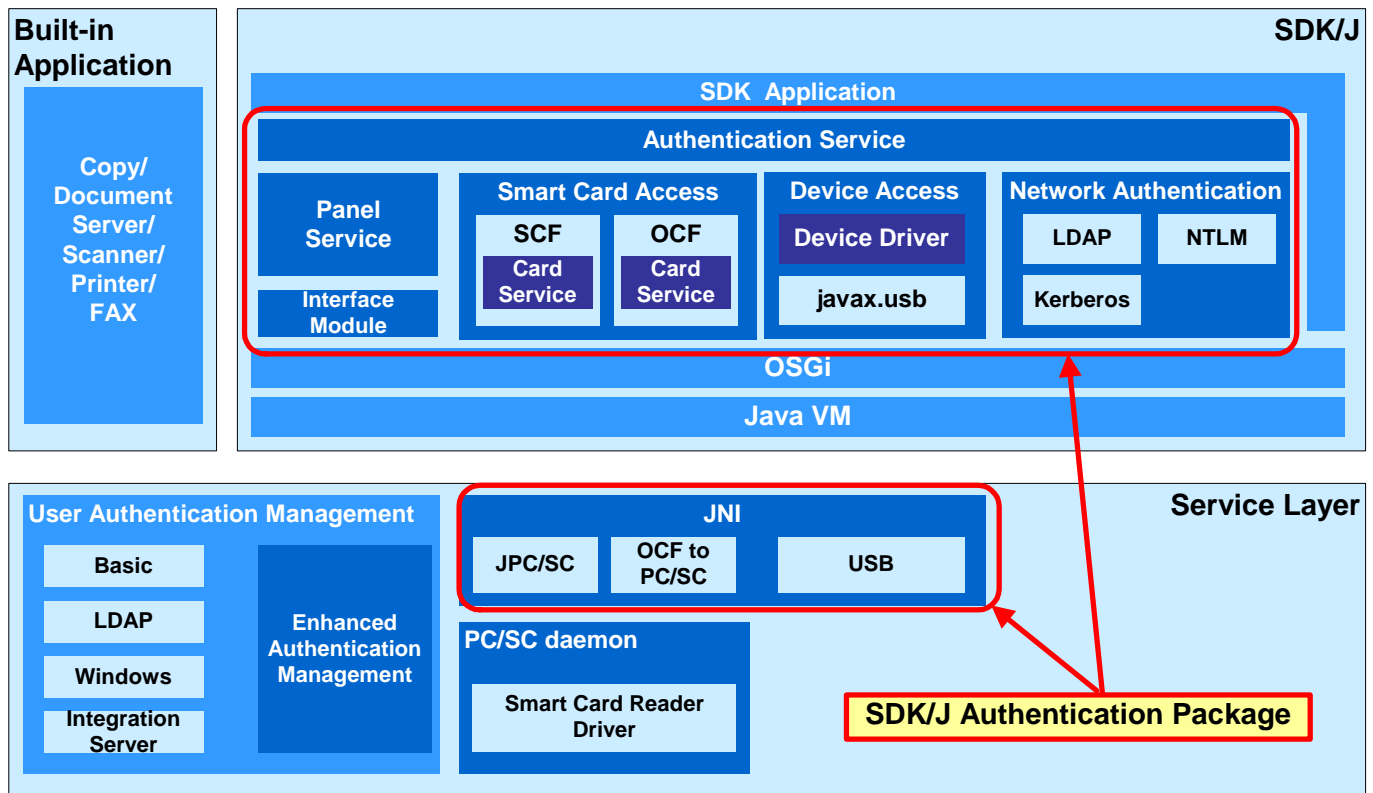 Built-in
Application
Copy/
Document
Server/
Scanner/
Printer/
FAX
SDK/J
SDK Application
Authentication Service
Panel
Service
Interface
Module
Smart Card Access
SCF
Card
Service
OCF
Card
Service
Device Access
Device Driver
javax.usb
Network Authentication
LDAP
NTLM
Kerberos
OSGi
Java VM
Service Layer
User Authentication Management
Basic
LDAP
Windows
Integration
Server
Enhanced
Authentication
Management
JNI
JPC/SC
OCF to
PC/SC
USB
PC/SC daemon
Smart Card Reader
Driver
SDK/J Authentication Package